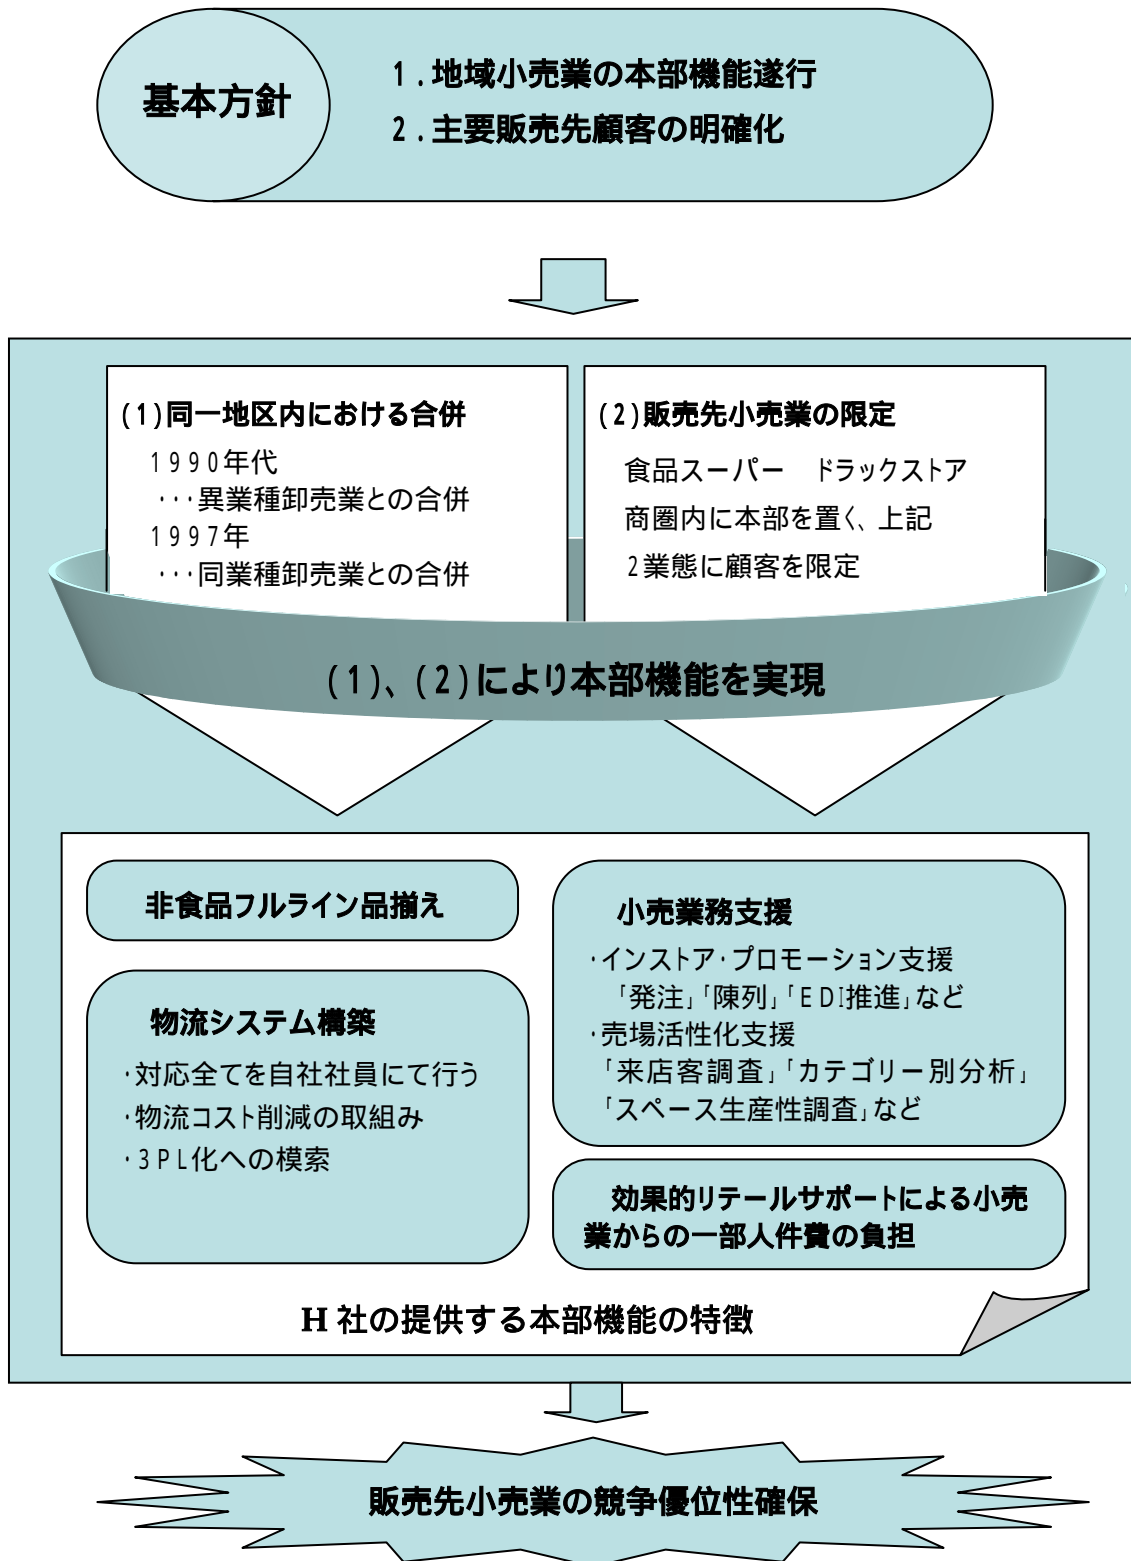 基本方針
1.地域小売業の本部機能遂行
2.主要販売先顧客の明確化
(1)同一地区内における合併
1990年代
・・・異業種卸売業との合併
1997年
・・・同業種卸売業との合併
(2)販売先小売業の限定
食品スーパー　ドラックストア
商圏内に本部を置く、上記
2業態に顧客を限定
(1)、(2)により本部機能を実現
非食品フルライン品揃え
物流システム構築
・対応全てを自社社員にて行う
・物流コスト削減の取組み
・3PL化への模索
小売業務支援
・インストア・プロモーション支援
「発注」「陳列」「EDI推進」など
・売場活性化支援
「来店客調査」「カテゴリー別分析」
「スペース生産性調査」など
効果的リテールサポートによる小売
業からの一部人件費の負担
H 社の提供する本部機能の特徴
販売先小売業の競争優位性確保